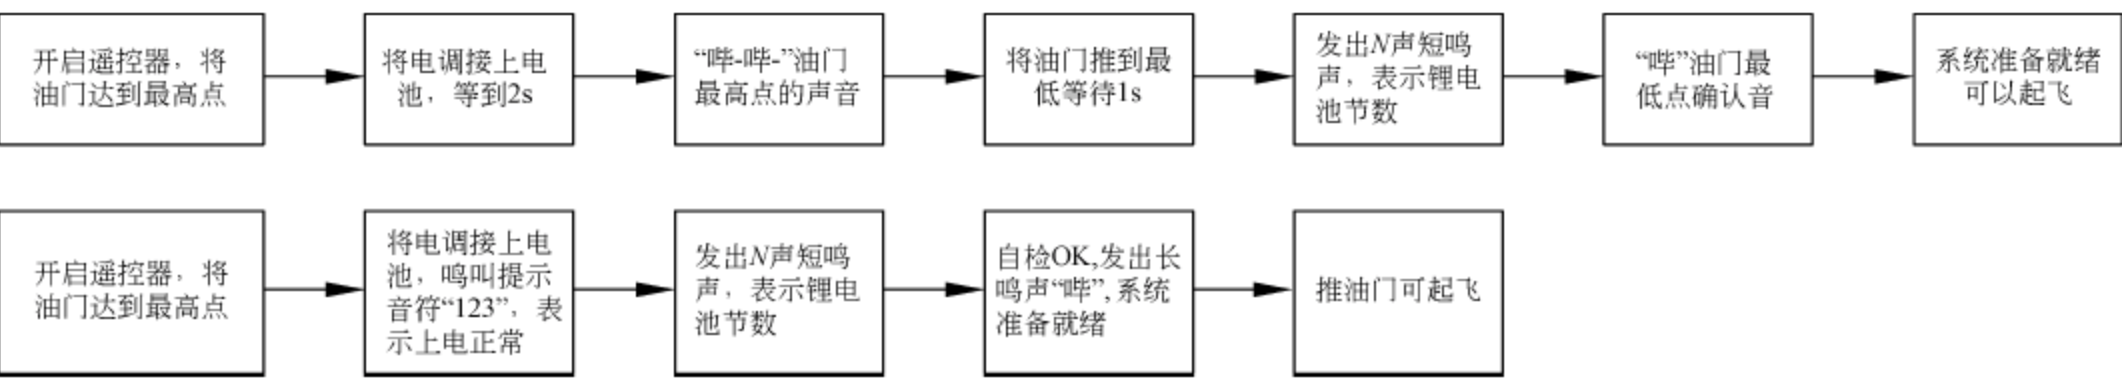 开启遥控器，将
油门达到最高点
将电调接上电
池，等到2s
“哔-哔-”油门
最高点的声音
将油门推到最
低等待1s
发出N声短鸣
声，表示锂电
池节数
“哔”油门最
低点确认音
系统准备就绪
可以起飞
开启遥控器，将
油门达到最高点
将电调接上电
池，鸣叫提示
音符“123”，表
示上电正常
发出N声短鸣
声，表示锂电
池节数
自检OK,发出长
鸣声“哔”,系统
准备就绪
推油门可起飞